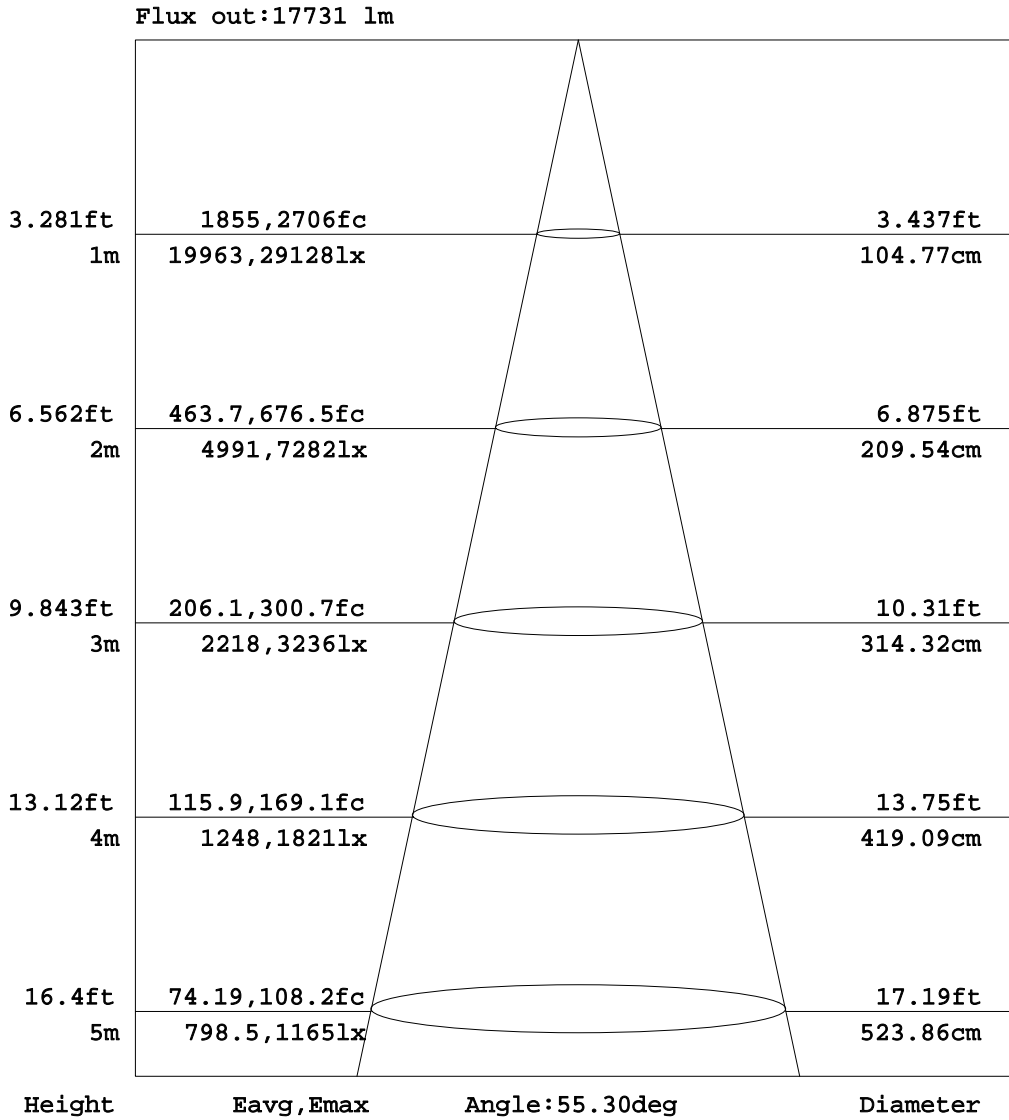 Flux out:17731 lm
3.281ft 1855,2706fc 3.437ft
1m 19963,29128lx 104.77cm
6.562ft 463.7,676.5fc 6.875ft
2m 4991,7282lx 209.54cm
9.843ft 206.1,300.7fc 10.31ft
3m 2218,3236lx 314.32cm
13.12ft 115.9,169.1fc 13.75ft
4m 1248,1821lx 419.09cm
16.4ft 74.19,108.2fc 17.19ft
5m 798.5,1165lx 523.86cm
Height Eavg,Emax Angle:55.30deg Diameter